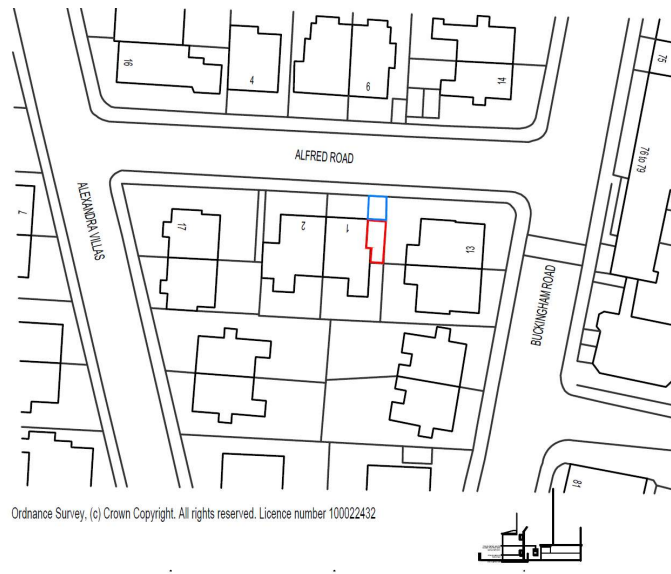 75
16
4
6
14
76 to 79
ALFRED ROAD
7
ALEXANDRA VILLAS
17
2
1
13
BUCKINGHAM ROAD
81
Ordnance Survey, (c) Crown Copyright. All rights reserved. Licence number 100022432